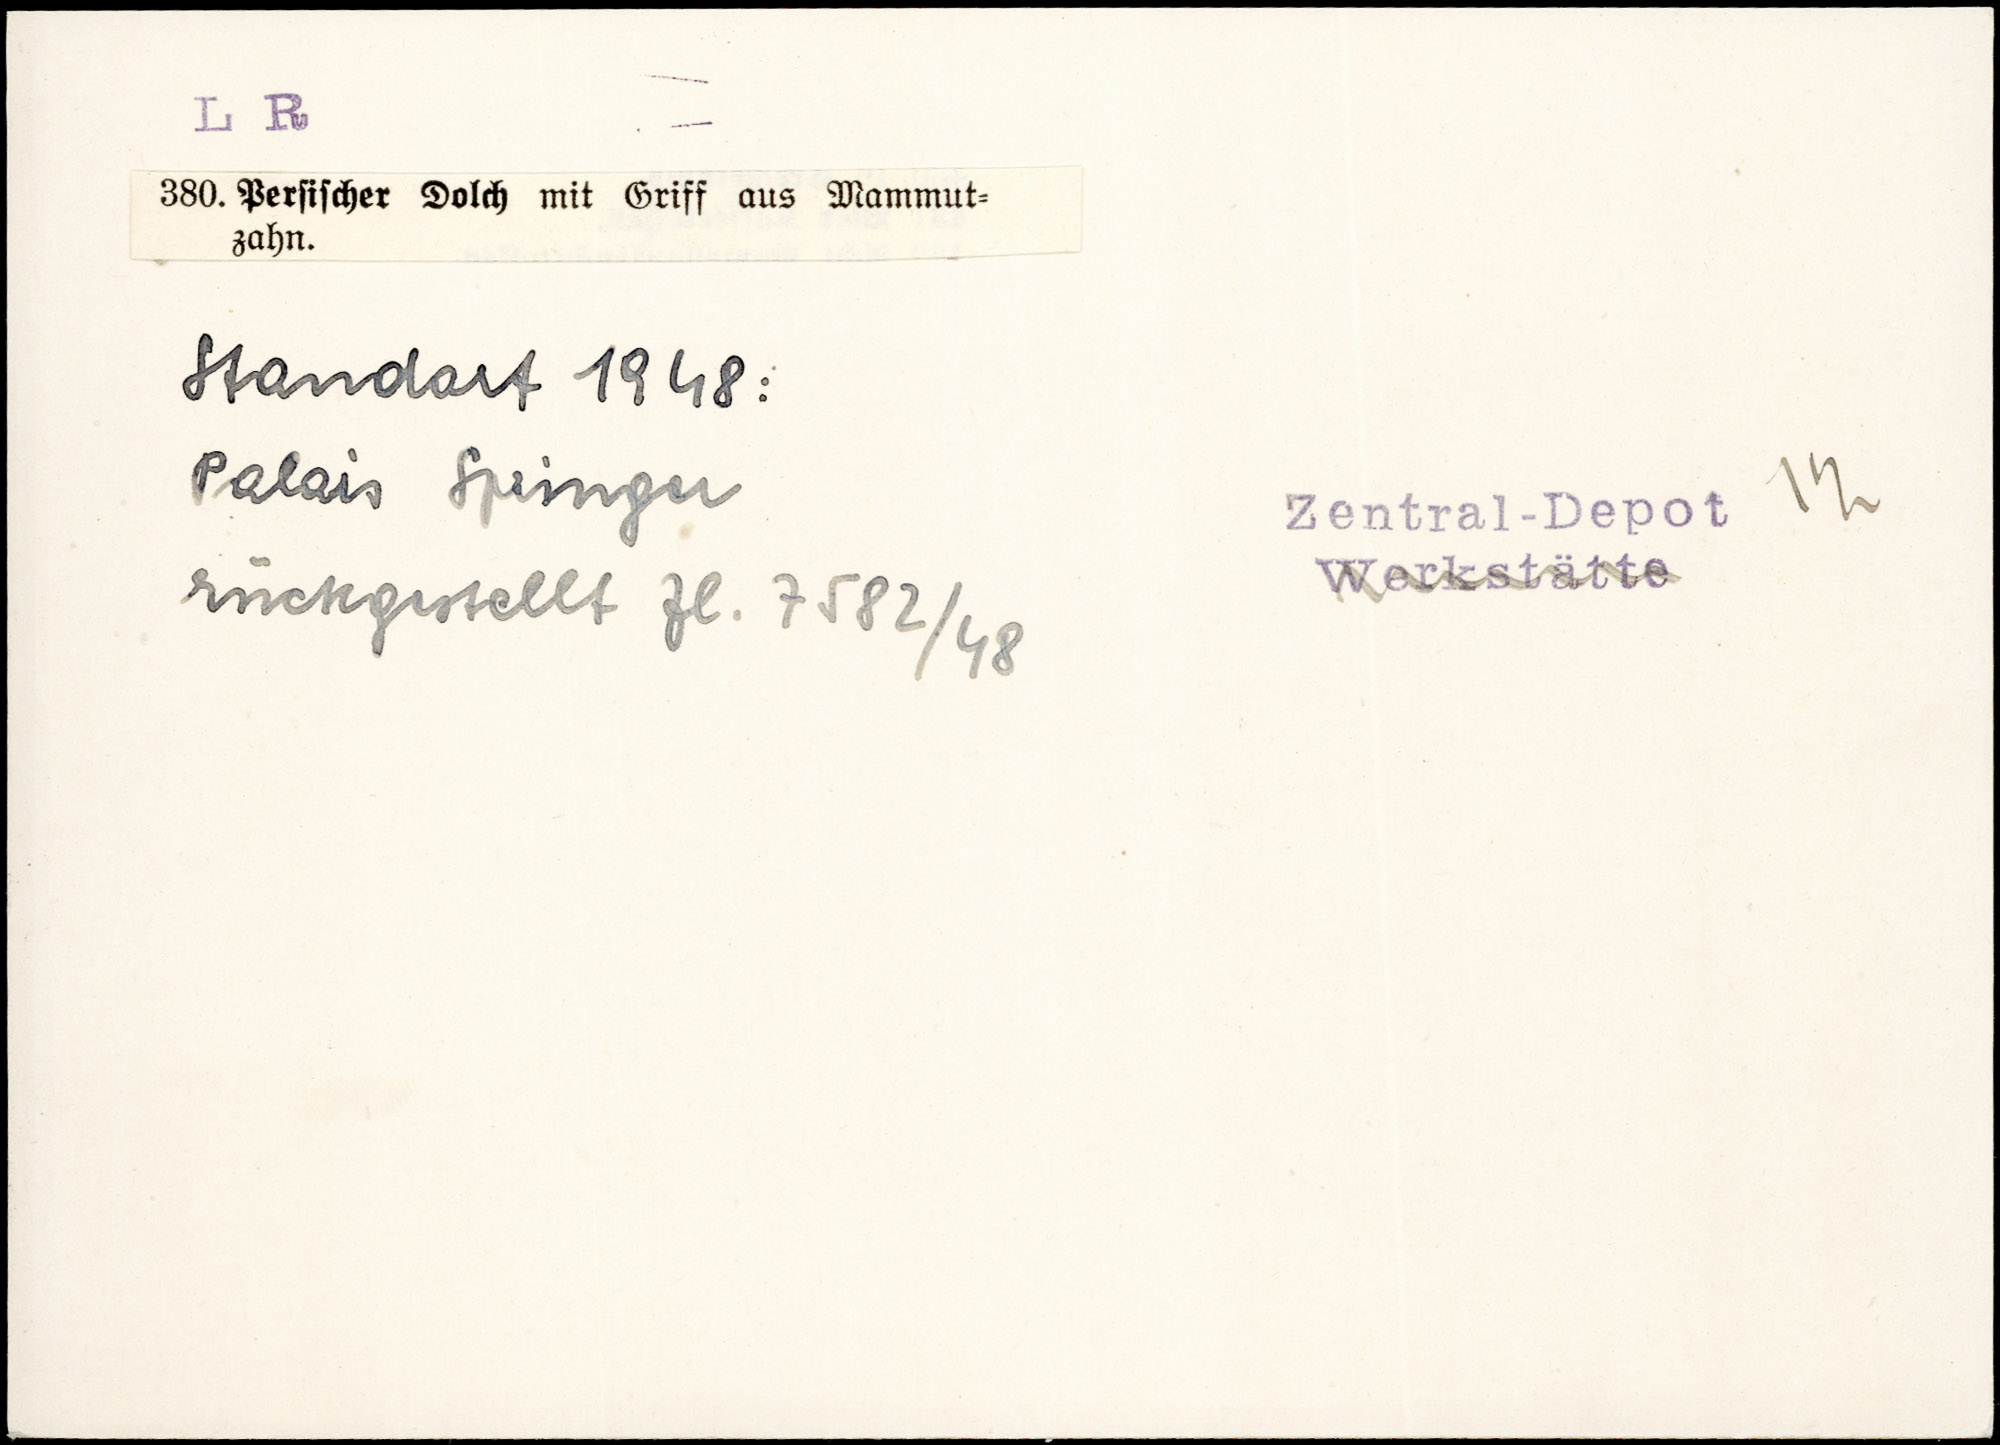 L R
380. Persischer Dolch mit Griff aus Mammut-
zahn.
Standort 1948:
Palais Springer
rückgestellt Zl. 7582/48
Zentral-Depot
Werkstätte